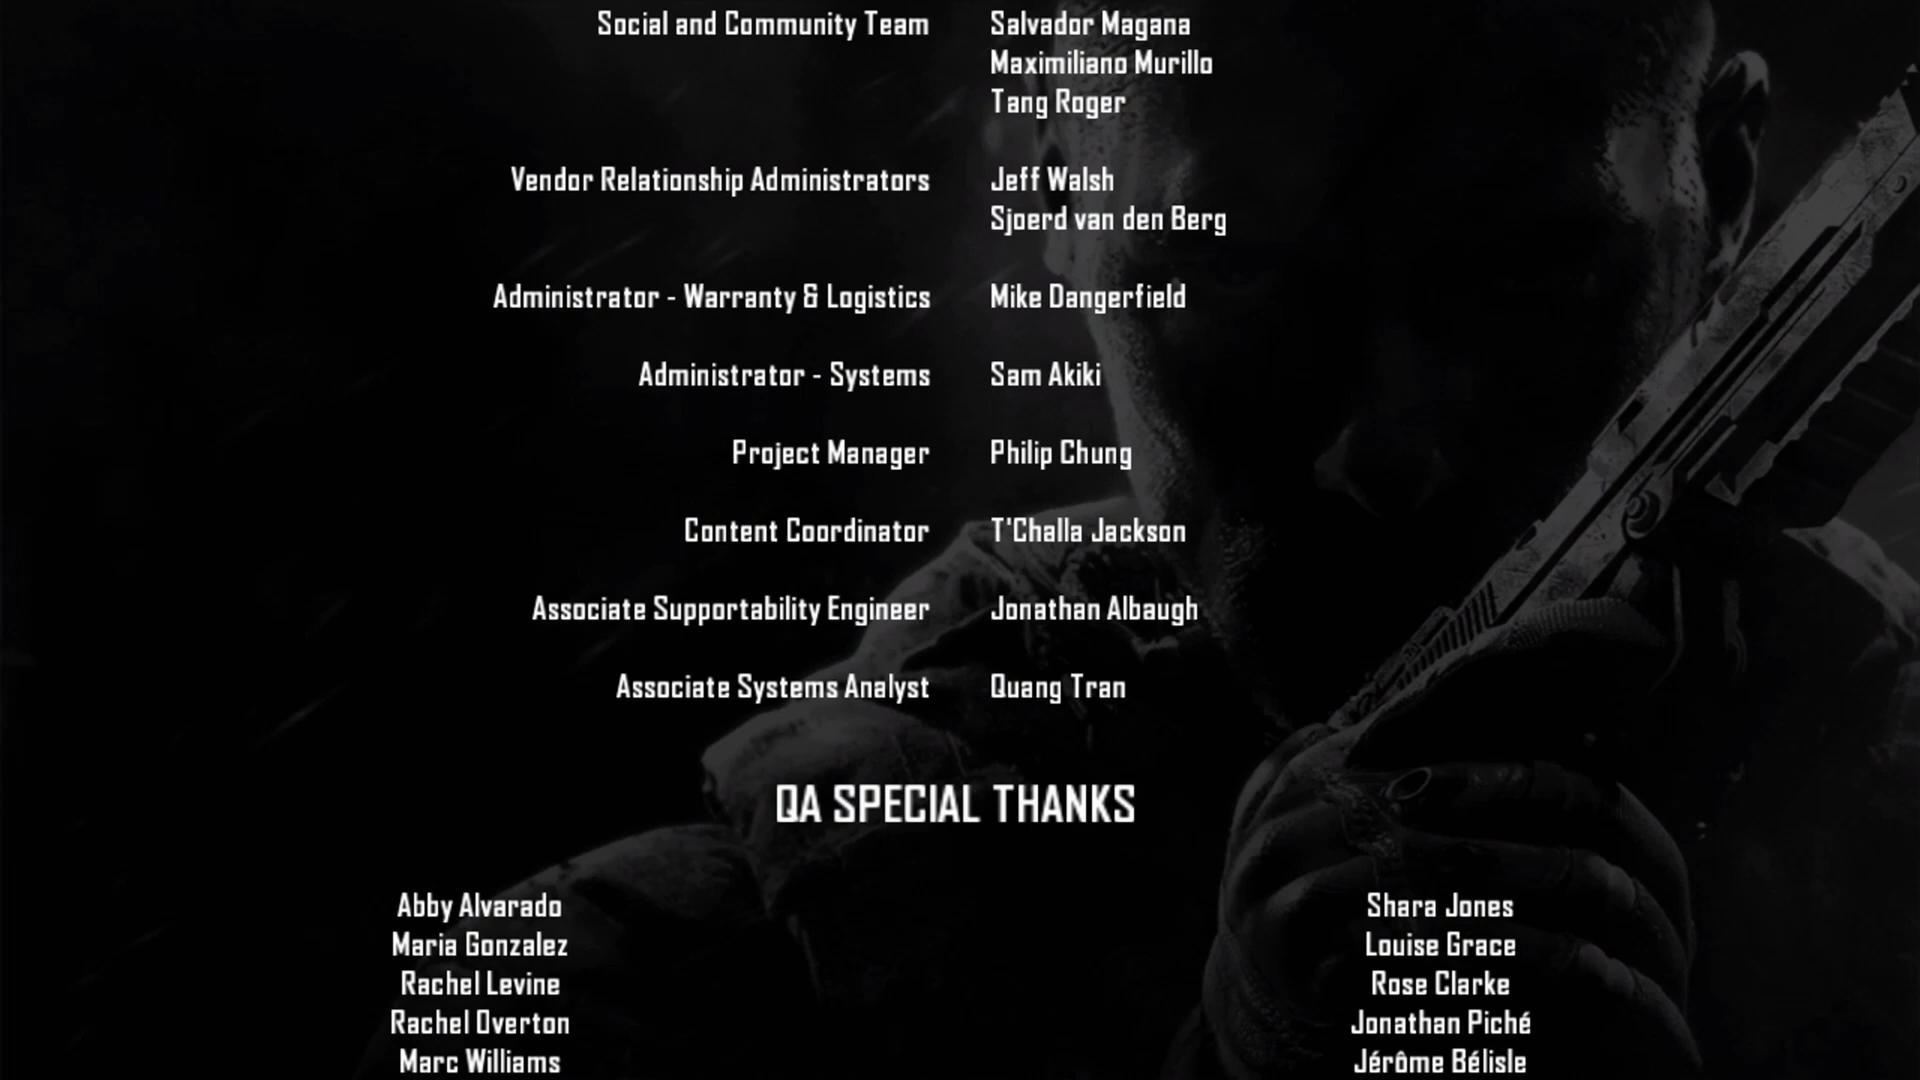 Social and Community Team Salvador Magana
Maximiliano Murillo
Tang Roger
Vendor Relationship Administrators Jeff Walsh
Sjoerd van den Berg
Administrator - Warranty & Logistics Mike Dangerfield
Administrator - Systems Sam Akiki
Project Manager Philip Chung
Content Coordinator T'Challa Jackson
Associate Supportability Engineer Jonathan Albaugh
Associate Systems Analyst Quang Tran
QA SPECIAL THANKS
Abby Alvarado Shara Jones
Maria Gonzalez Louise Grace
Rachel Levine Rose Clarke
Rachel Overton Jonathan Piché
Marc Williams Jérôme Bélisle